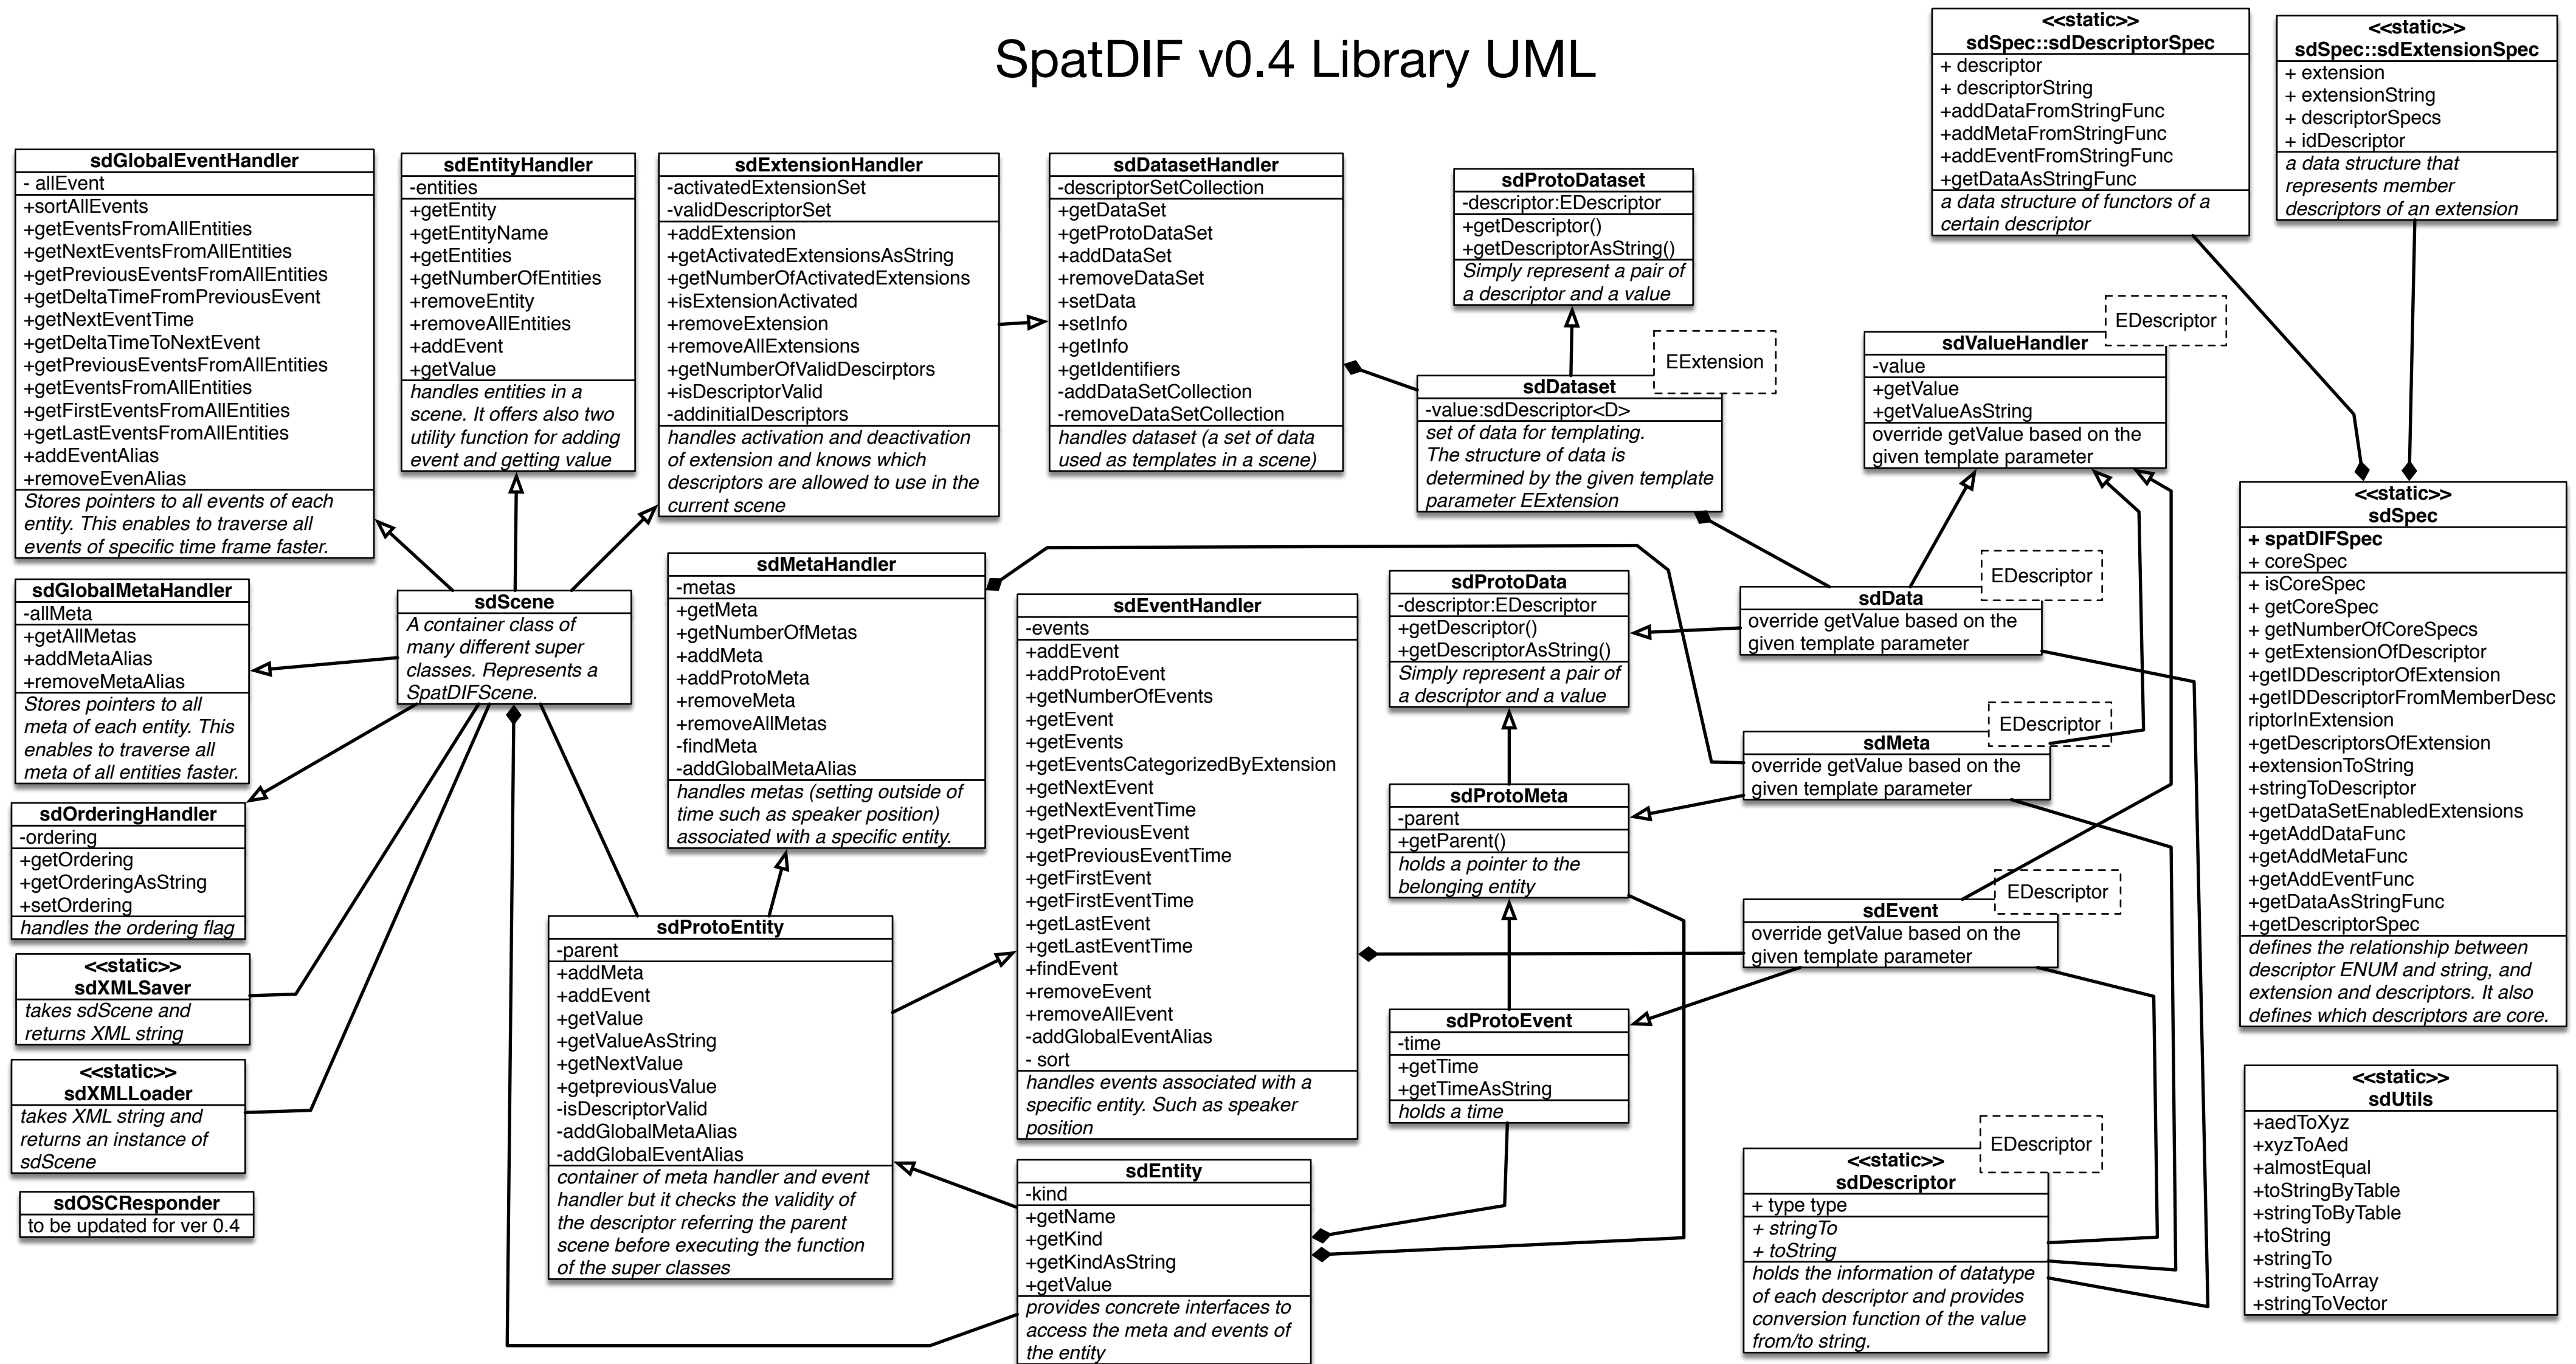 SpatDIF v0.4 Library UML
sdGlobalEventHandler
- allEvent
+sortAllEvents
+getEventsFromAllEntities
+getNextEventsFromAllEntities
+getPreviousEventsFromAllEntities
+getDeltaTimeFromPreviousEvent
+getNextEventTime
+getDeltaTimeToNextEvent
+getPreviousEventsFromAllEntities
+getEventsFromAllEntities
+getFirstEventsFromAllEntities
+getLastEventsFromAllEntities
+addEventAlias
+removeEvenAlias
Stores pointers to all events of each
entity. This enables to traverse all
events of specific time frame faster.
sdEntityHandler
-entities
+getEntity
+getEntityName
+getEntities
+getNumberOfEntities
+removeEntity
+removeAllEntities
+addEvent
+getValue
handles entities in a
scene. It offers also two
utility function for adding
event and getting value
sdExtensionHandler
-activatedExtensionSet
-validDescriptorSet
+addExtension
+getActivatedExtensionsAsString
+getNumberOfActivatedExtensions
+isExtensionActivated
+removeExtension
+removeAllExtensions
+getNumberOfValidDescirptors
+isDescriptorValid
-addinitialDescriptors
handles activation and deactivation
of extension and knows which
descriptors are allowed to use in the
current scene
sdDatasetHandler
-descriptorSetCollection
+getDataSet
+getProtoDataSet
+addDataSet
+removeDataSet
+setData
+setInfo
+getInfo
+getIdentifiers
-addDataSetCollection
-removeDataSetCollection
handles dataset (a set of data
used as templates in a scene)
sdProtoDataset
-descriptor:EDescriptor
+getDescriptor()
+getDescriptorAsString()
Simply represent a pair of
a descriptor and a value
EExtension
sdDataset
-value:sdDescriptor<D>
set of data for templating.
The structure of data is
determined by the given template
parameter EExtension
<<static>>
sdSpec::sdDescriptorSpec
+ descriptor
+ descriptorString
+addDataFromStringFunc
+addMetaFromStringFunc
+addEventFromStringFunc
+getDataAsStringFunc
a data structure of functors of a
certain descriptor
<<static>>
sdSpec::sdExtensionSpec
+ extension
+ extensionString
+ descriptorSpecs
+ idDescriptor
a data structure that
represents member
descriptors of an extension
EDescriptor
sdValueHandler
-value
+getValue
+getValueAsString
override getValue based on the
given template parameter
<<static>>
sdSpec
+ spatDIFSpec
+ coreSpec
+ isCoreSpec
+ getCoreSpec
+ getNumberOfCoreSpecs
+ getExtensionOfDescriptor
+getIDDescriptorOfExtension
+getIDDescriptorFromMemberDesc
riptorInExtension
+getDescriptorsOfExtension
+extensionToString
+stringToDescriptor
+getDataSetEnabledExtensions
+getAddDataFunc
+getAddMetaFunc
+getAddEventFunc
+getDataAsStringFunc
+getDescriptorSpec
defines the relationship between
descriptor ENUM and string, and
extension and descriptors. It also
defines which descriptors are core.
sdGlobalMetaHandler
-allMeta
+getAllMetas
+addMetaAlias
+removeMetaAlias
Stores pointers to all
meta of each entity. This
enables to traverse all
meta of all entities faster.
sdScene
A container class of
many different super
classes. Represents a
SpatDIFScene.
sdMetaHandler
-metas
+getMeta
+getNumberOfMetas
+addMeta
+addProtoMeta
+removeMeta
+removeAllMetas
-findMeta
-addGlobalMetaAlias
handles metas (setting outside of
time such as speaker position)
associated with a specific entity.
sdEventHandler
-events
+addEvent
+addProtoEvent
+getNumberOfEvents
+getEvent
+getEvents
+getEventsCategorizedByExtension
+getNextEvent
+getNextEventTime
+getPreviousEvent
+getPreviousEventTime
+getFirstEvent
+getFirstEventTime
+getLastEvent
+getLastEventTime
+findEvent
+removeEvent
+removeAllEvent
-addGlobalEventAlias
- sort
handles events associated with a
specific entity. Such as speaker
position
sdProtoData
-descriptor:EDescriptor
+getDescriptor()
+getDescriptorAsString()
Simply represent a pair of
a descriptor and a value
EDescriptor
sdData
override getValue based on the
given template parameter
EDescriptor
sdMeta
override getValue based on the
given template parameter
sdProtoMeta
-parent
+getParent()
holds a pointer to the
belonging entity
EDescriptor
sdEvent
override getValue based on the
given template parameter
sdProtoEvent
-time
+getTime
+getTimeAsString
holds a time
sdOrderingHandler
-ordering
+getOrdering
+getOrderingAsString
+setOrdering
handles the ordering flag
<<static>>
sdXMLSaver
takes sdScene and
returns XML string
<<static>>
sdXMLLoader
takes XML string and
returns an instance of
sdScene
sdOSCResponder
to be updated for ver 0.4
sdProtoEntity
-parent
+addMeta
+addEvent
+getValue
+getValueAsString
+getNextValue
+getpreviousValue
-isDescriptorValid
-addGlobalMetaAlias
-addGlobalEventAlias
container of meta handler and event
handler but it checks the validity of
the descriptor referring the parent
scene before executing the function
of the super classes
sdEntity
-kind
+getName
+getKind
+getKindAsString
+getValue
provides concrete interfaces to
access the meta and events of
the entity
EDescriptor
<<static>>
sdDescriptor
+ type type
+ stringTo
+ toString
holds the information of datatype
of each descriptor and provides
conversion function of the value
from/to string.
<<static>>
sdUtils
+aedToXyz
+xyzToAed
+almostEqual
+toStringByTable
+stringToByTable
+toString
+stringTo
+stringToArray
+stringToVector